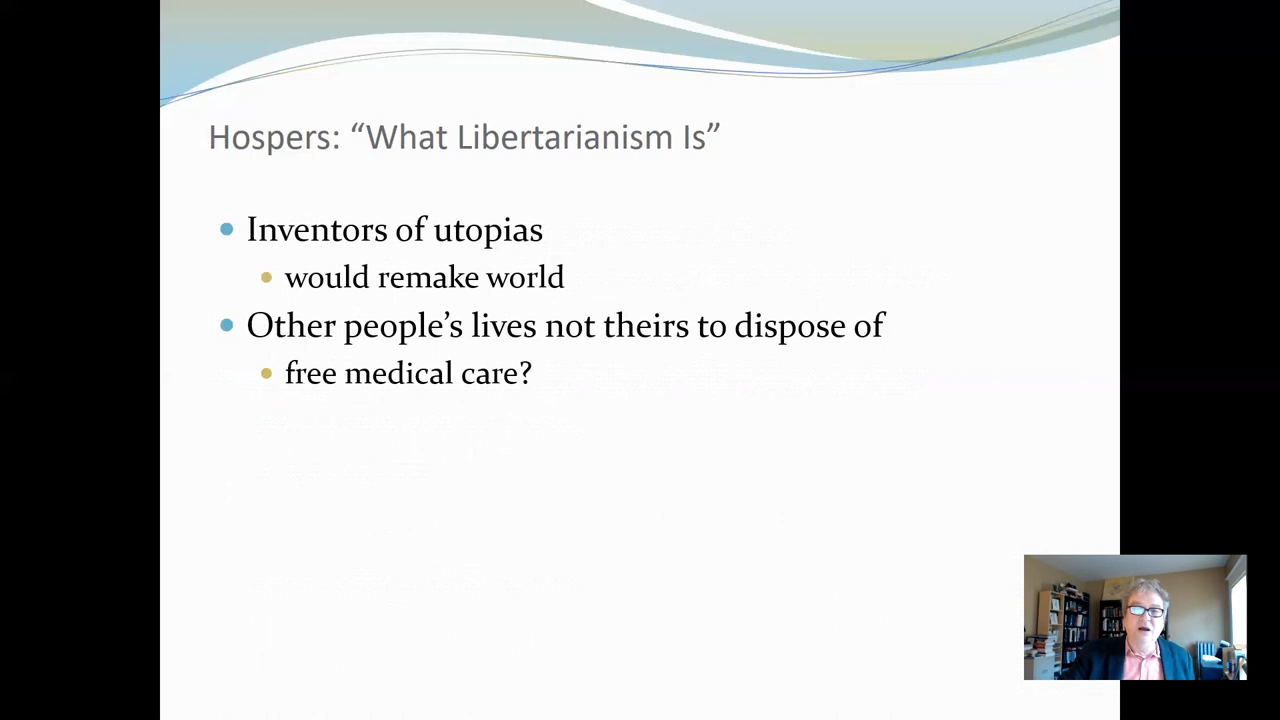 Hospers: “What Libertarianism Is”
Inventors of utopias
would remake world
Other people’s lives not theirs to dispose of
free medical care?